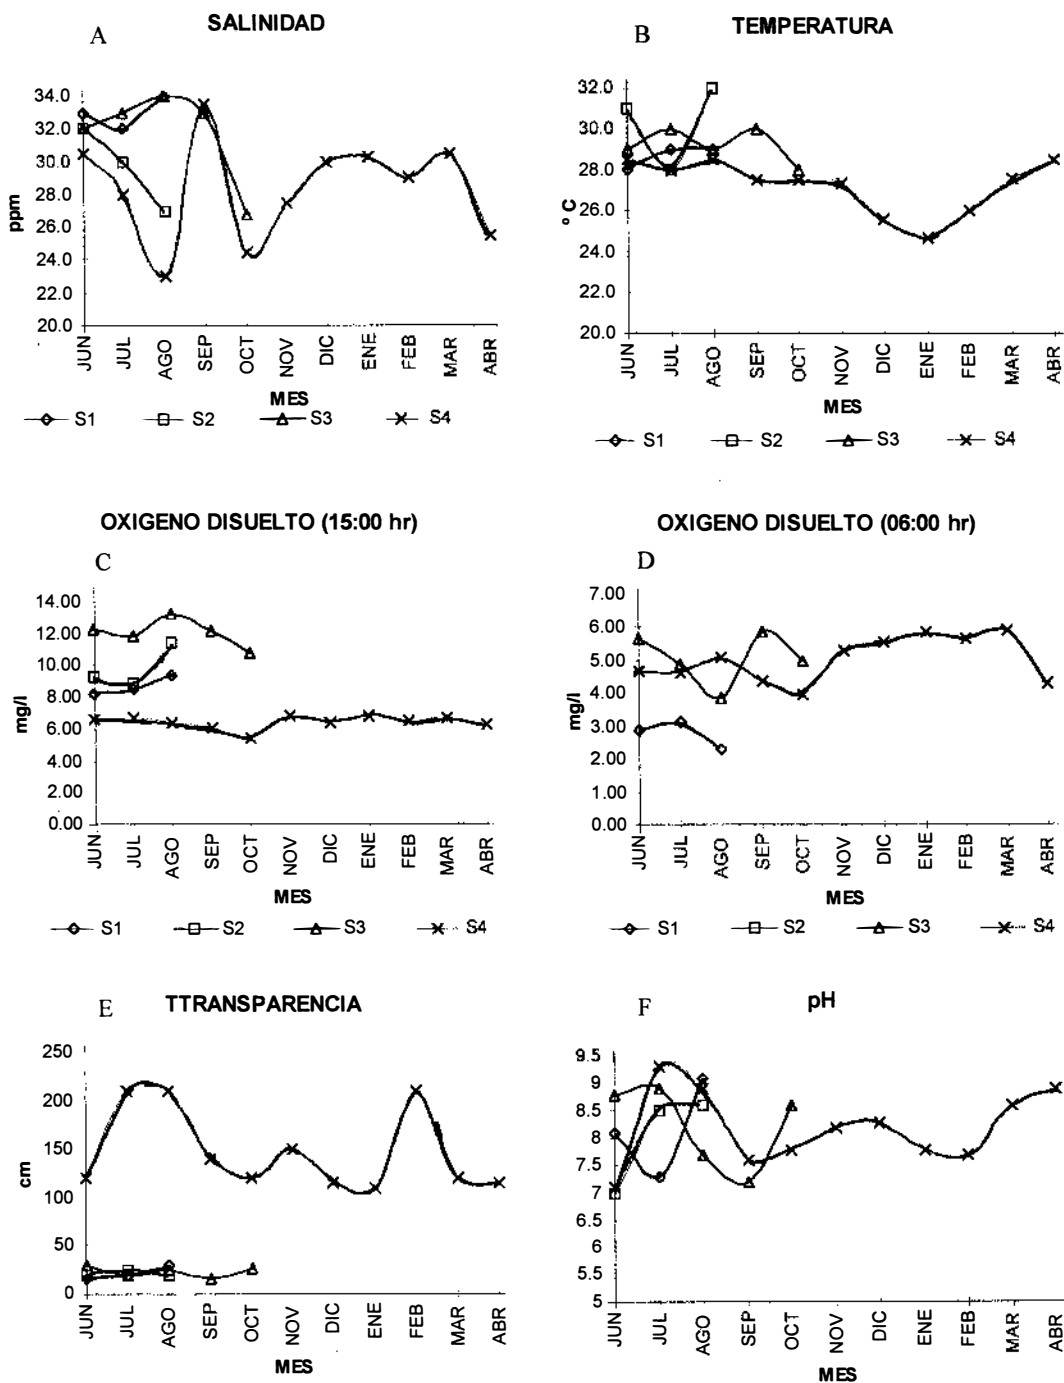 A SALINIDAD
34.0
32.0
30.0
28.0
26.0
24.0
22.0
20.0
ppm
JUN JUL AGO SEP OCT NOV DIC ENE FEB MAR ABR
MES
S1 S2 S3 S4
B TEMPERATURA
32.0
30.0
28.0
26.0
24.0
22.0
20.0
° C
JUN JUL AGO SEP OCT NOV DIC ENE FEB MAR ABR
MES
S1 S2 S3 S4
OXIGENO DISUELTO (15:00 hr)
C
14.00
12.00
10.00
8.00
6.00
4.00
2.00
0.00
mg/l
JUN JUL AGO SEP OCT NOV DIC ENE FEB MAR ABR
MES
S1 S2 S3 S4
OXIGENO DISUELTO (06:00 hr)
D
7.00
6.00
5.00
4.00
3.00
2.00
1.00
0.00
mg/l
JUN JUL AGO SEP OCT NOV DIC ENE FEB MAR ABR
MES
S1 S2 S3 S4
E TTRANSPARENCIA
250
200
150
100
50
0
cm
JUN JUL AGO SEP OCT NOV DIC ENE FEB MAR ABR
MES
F pH
9.5
9
8.5
8
7.5
7
6.5
6
5.5
5
JUN JUL AGO SEP OCT NOV DIC ENE FEB MAR ABR
MES